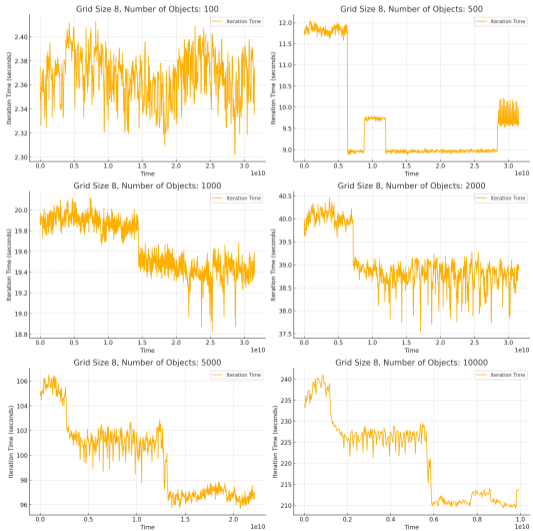 Grid Size 8, Number of Objects: 100
Iteration Time (seconds)
2.40
2.38
2.36
2.34
2.32
2.30
Iteration Time
0.0 0.5 1.0 1.5 2.0 2.5 3.0
Time
1e10
Grid Size 8, Number of Objects: 500
Iteration Time (seconds)
12.0
11.5
11.0
10.5
10.0
9.5
9.0
Iteration Time
0.0 0.5 1.0 1.5 2.0 2.5 3.0
Time
1e10
Grid Size 8, Number of Objects: 1000
Iteration Time (seconds)
20.0
19.8
19.6
19.4
19.2
19.0
18.8
Iteration Time
0.0 0.5 1.0 1.5 2.0 2.5 3.0
Time
1e10
Grid Size 8, Number of Objects: 2000
Iteration Time (seconds)
40.5
40.0
39.5
39.0
38.5
38.0
37.5
Iteration Time
0.0 0.5 1.0 1.5 2.0 2.5 3.0
Time
1e10
Grid Size 8, Number of Objects: 5000
Iteration Time (seconds)
106
104
102
100
98
96
Iteration Time
0.0 0.5 1.0 1.5 2.0
Time
1e10
Grid Size 8, Number of Objects: 10000
Iteration Time (seconds)
240
235
230
225
220
215
210
Iteration Time
0.0 0.2 0.4 0.6 0.8 1.0
Time
1e10